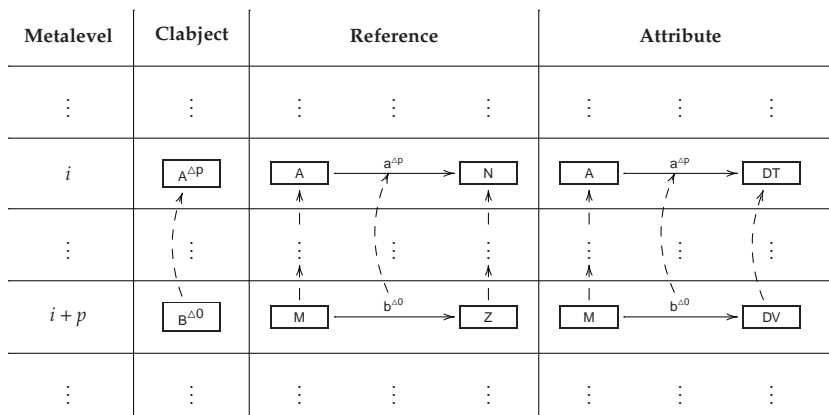 Metalevel Clabject Reference Attribute
⋮ ⋮ ⋮ ⋮ ⋮ ⋮ ⋮ ⋮
i A△p A a△p N A a△p DT
⋮ ⋮ ⋮ ⋮ ⋮ ⋮ ⋮ ⋮
i + p B△0 M b△0 Z M b△0 DV
⋮ ⋮ ⋮ ⋮ ⋮ ⋮ ⋮ ⋮